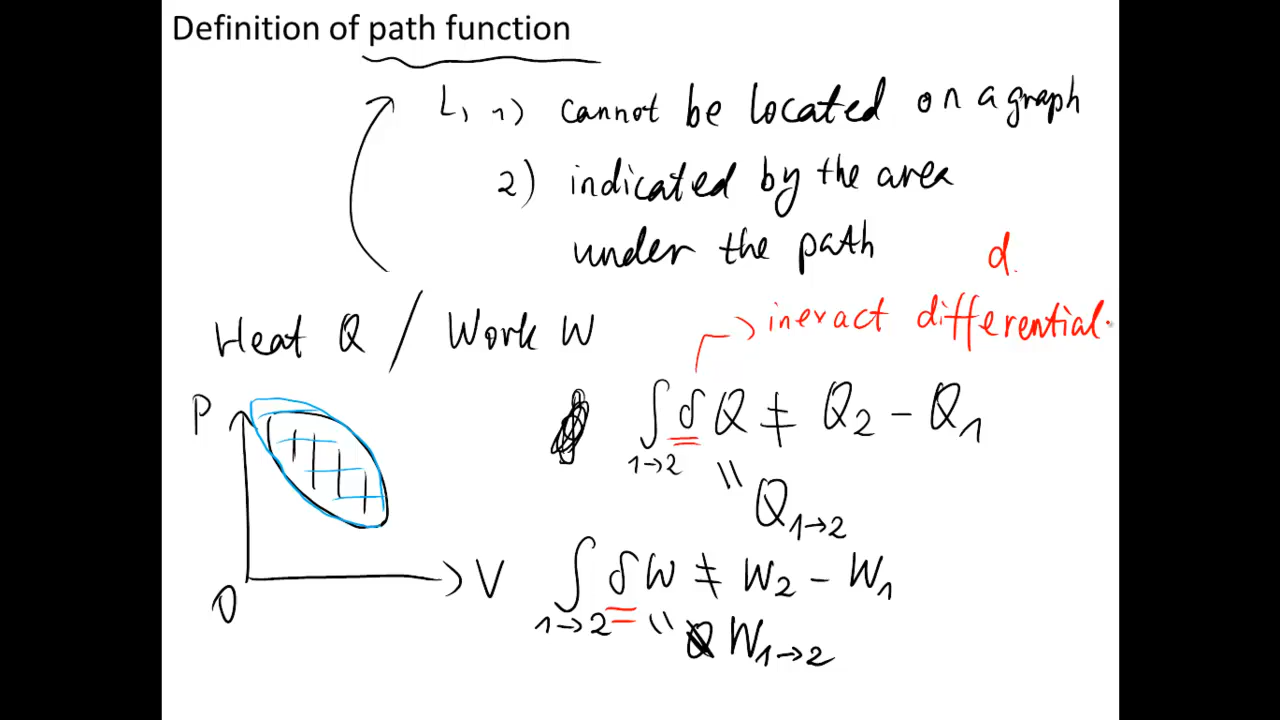 Definition of path function
↳ 1) cannot be located on a graph
2) indicated by the area
under the path
d.
inexact differential.
Heat Q / Work W
P
V
0
∫ δQ ≠ Q₂ - Q₁
1→2
" Q₁→₂
∫ δW ≠ W₂ - W₁
1→2
" W₁→₂